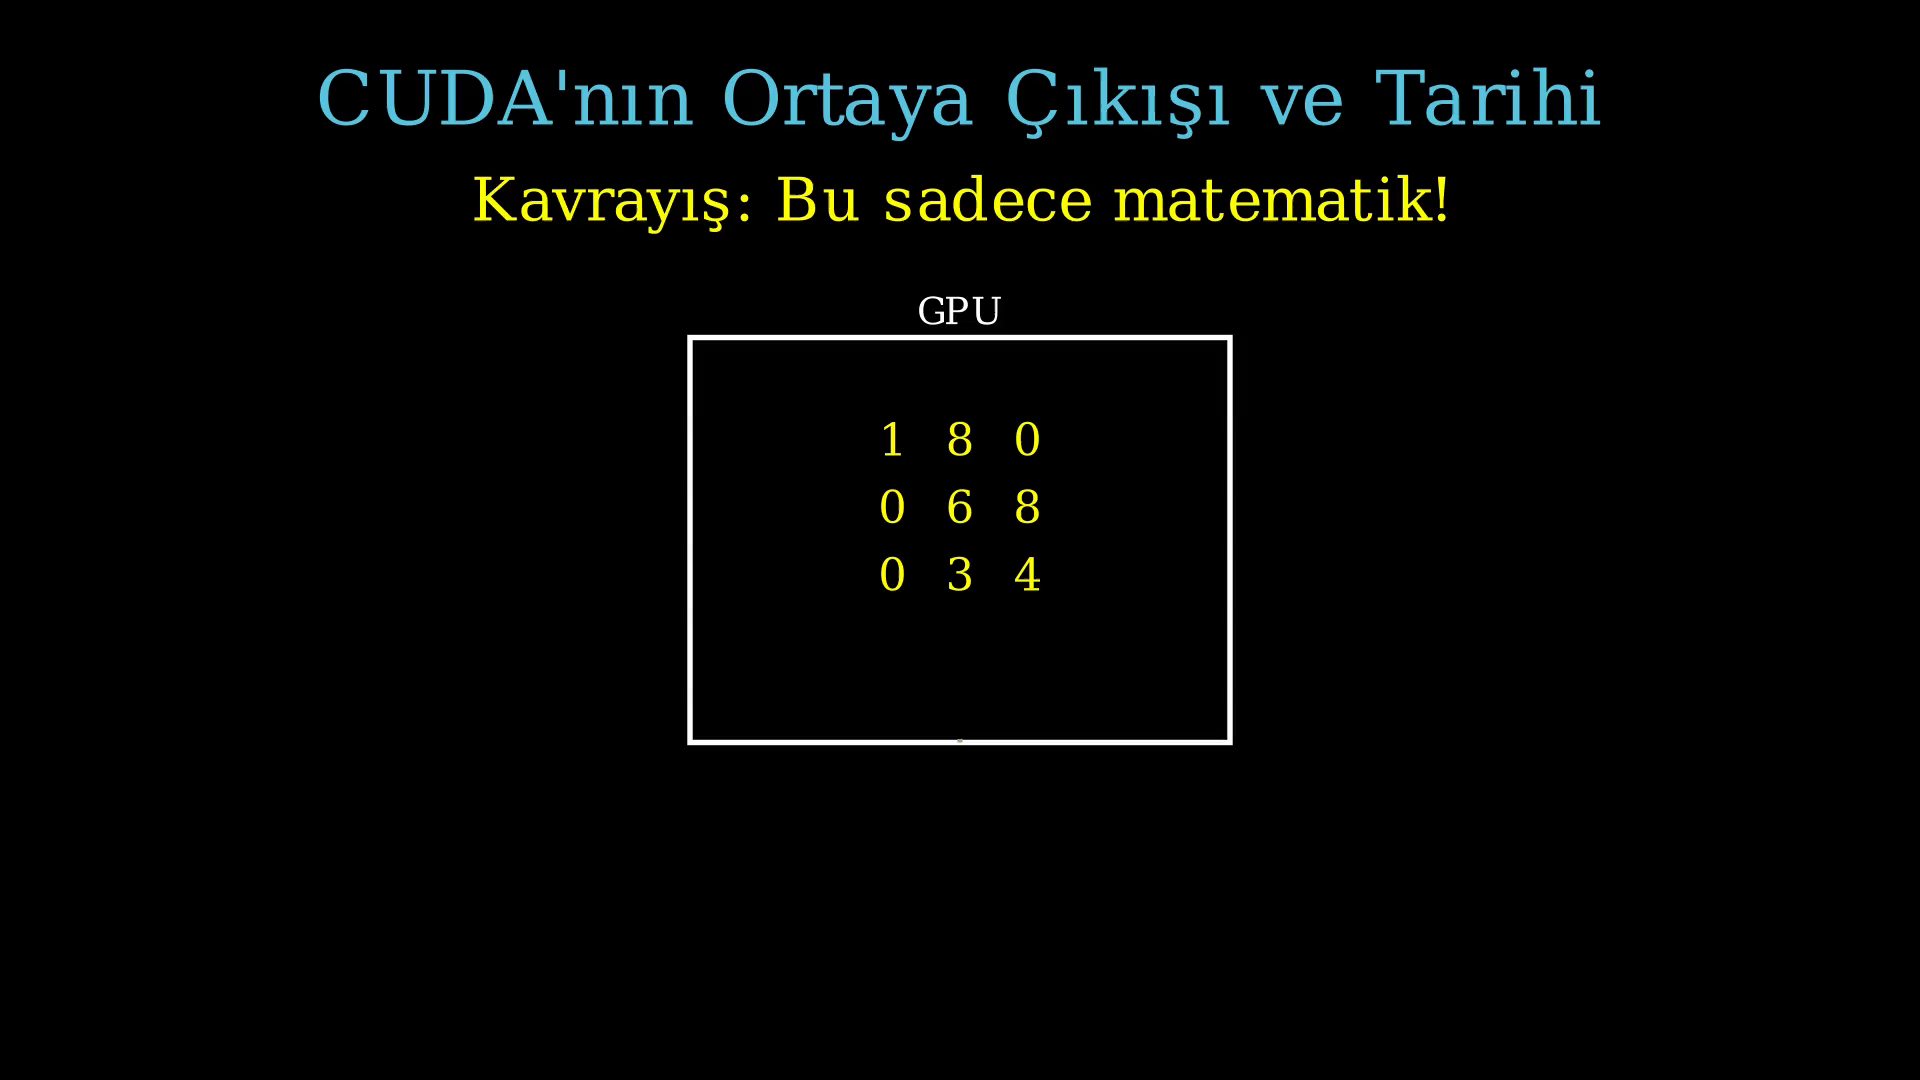 CUDA'nın Ortaya Çıkışı ve Tarihi
Kavrayış: Bu sadece matematik!
GPU
1 8 0
0 6 8
0 3 4